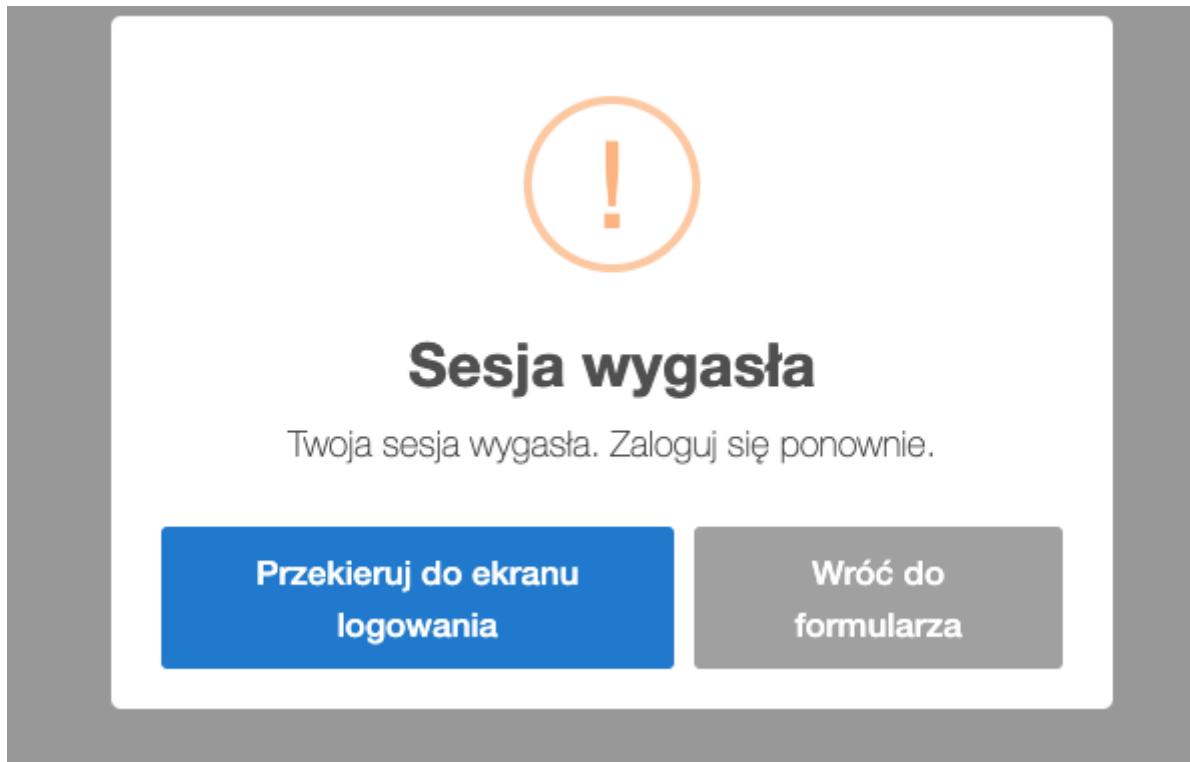 !
Sesja wygasła
Twoja sesja wygasła. Zaloguj się ponownie.
Przekieruj do ekranu
logowania
Wróć do
formularza